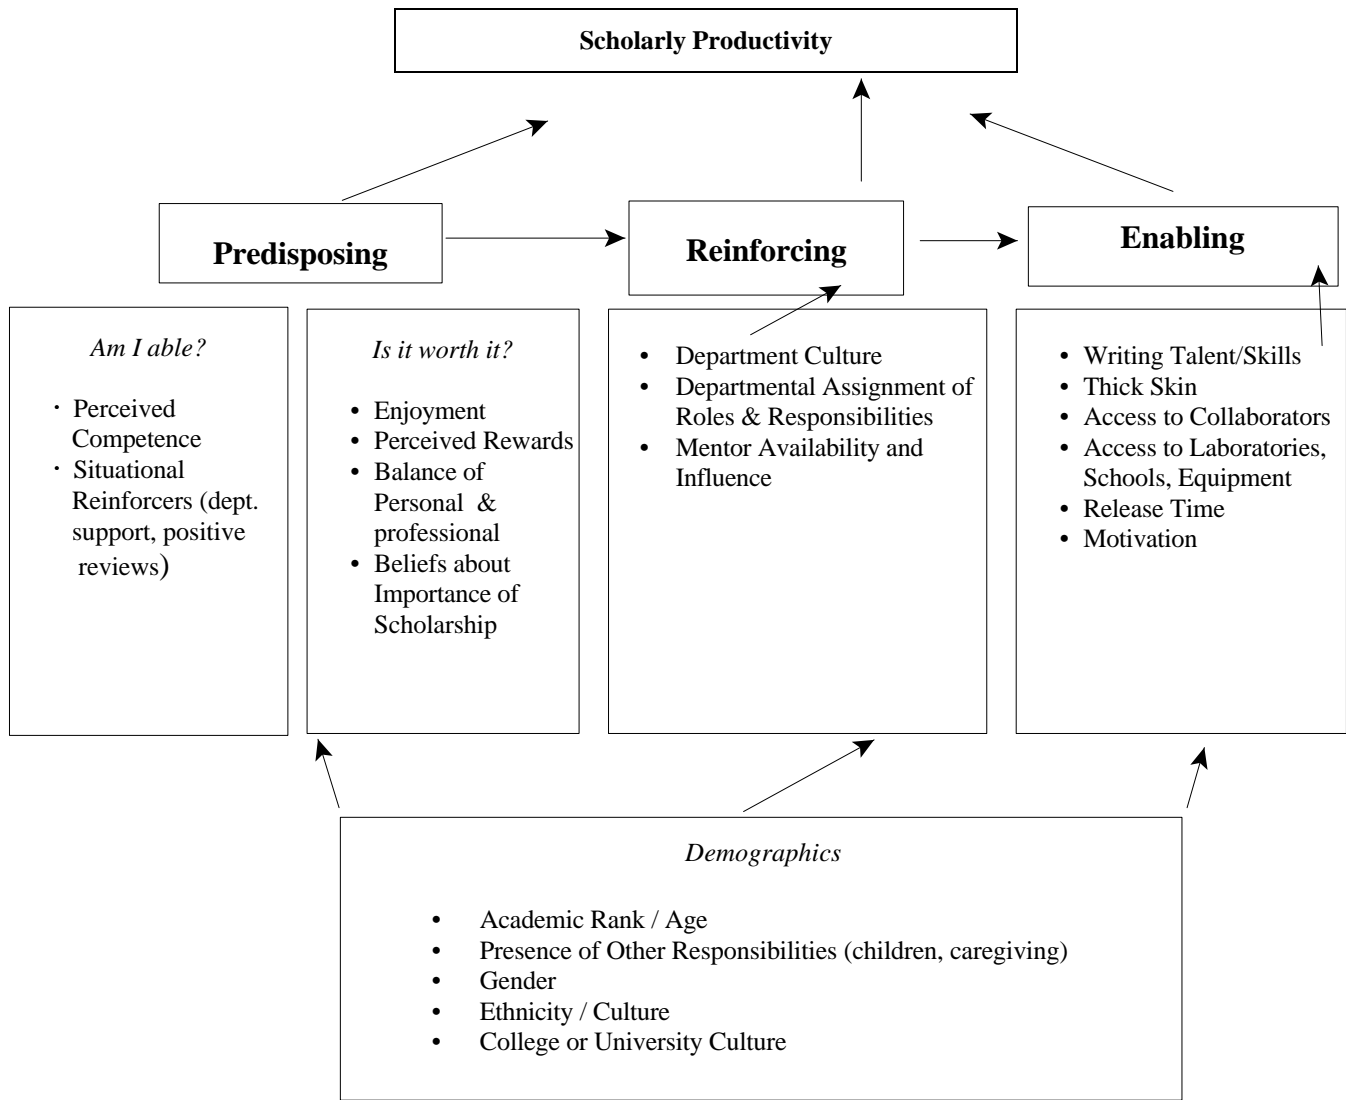 Scholarly Productivity
Predisposing
Reinforcing
Enabling
Am I able?
· Perceived
Competence
· Situational
Reinforcers (dept.
support, positive
reviews)
Is it worth it?
• Enjoyment
• Perceived Rewards
• Balance of
Personal &
professional
• Beliefs about
Importance of
Scholarship
• Department Culture
• Departmental Assignment of
Roles & Responsibilities
• Mentor Availability and
Influence
• Writing Talent/Skills
• Thick Skin
• Access to Collaborators
• Access to Laboratories,
Schools, Equipment
• Release Time
• Motivation
Demographics
• Academic Rank / Age
• Presence of Other Responsibilities (children, caregiving)
• Gender
• Ethnicity / Culture
• College or University Culture